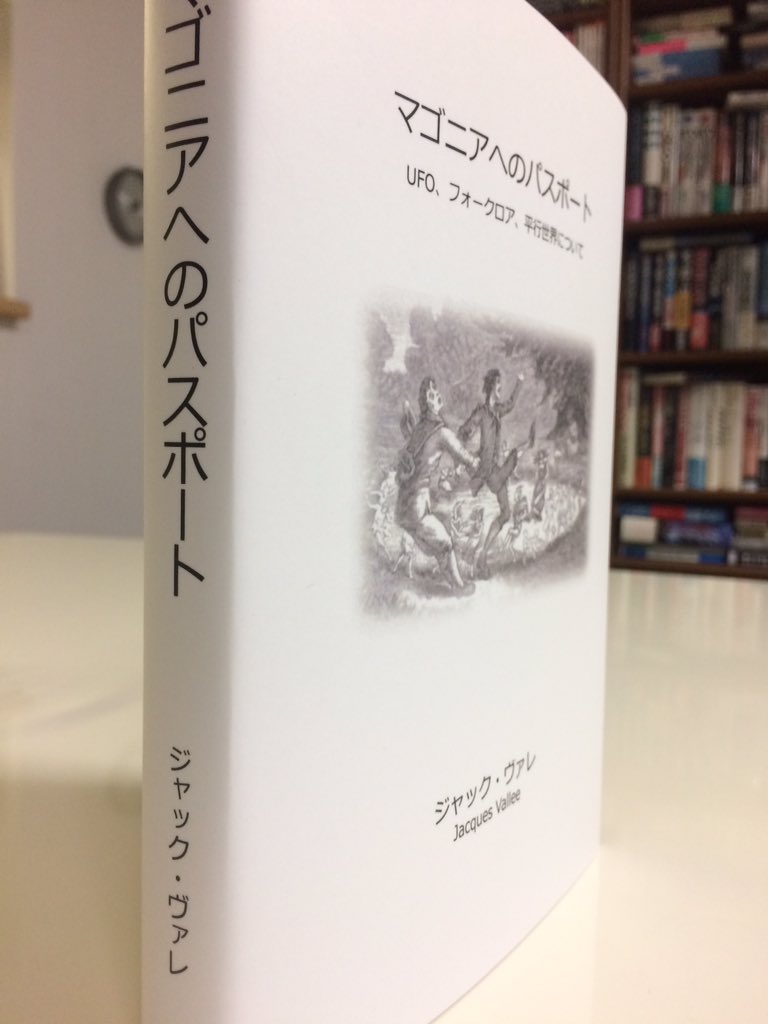 ゴニアへのパスポート
ジャック・ヴァレ
マゴニアへのパスポート
UFO、フォークロア、平行世界について
ジャック・ヴァレ
Jacques Vallee